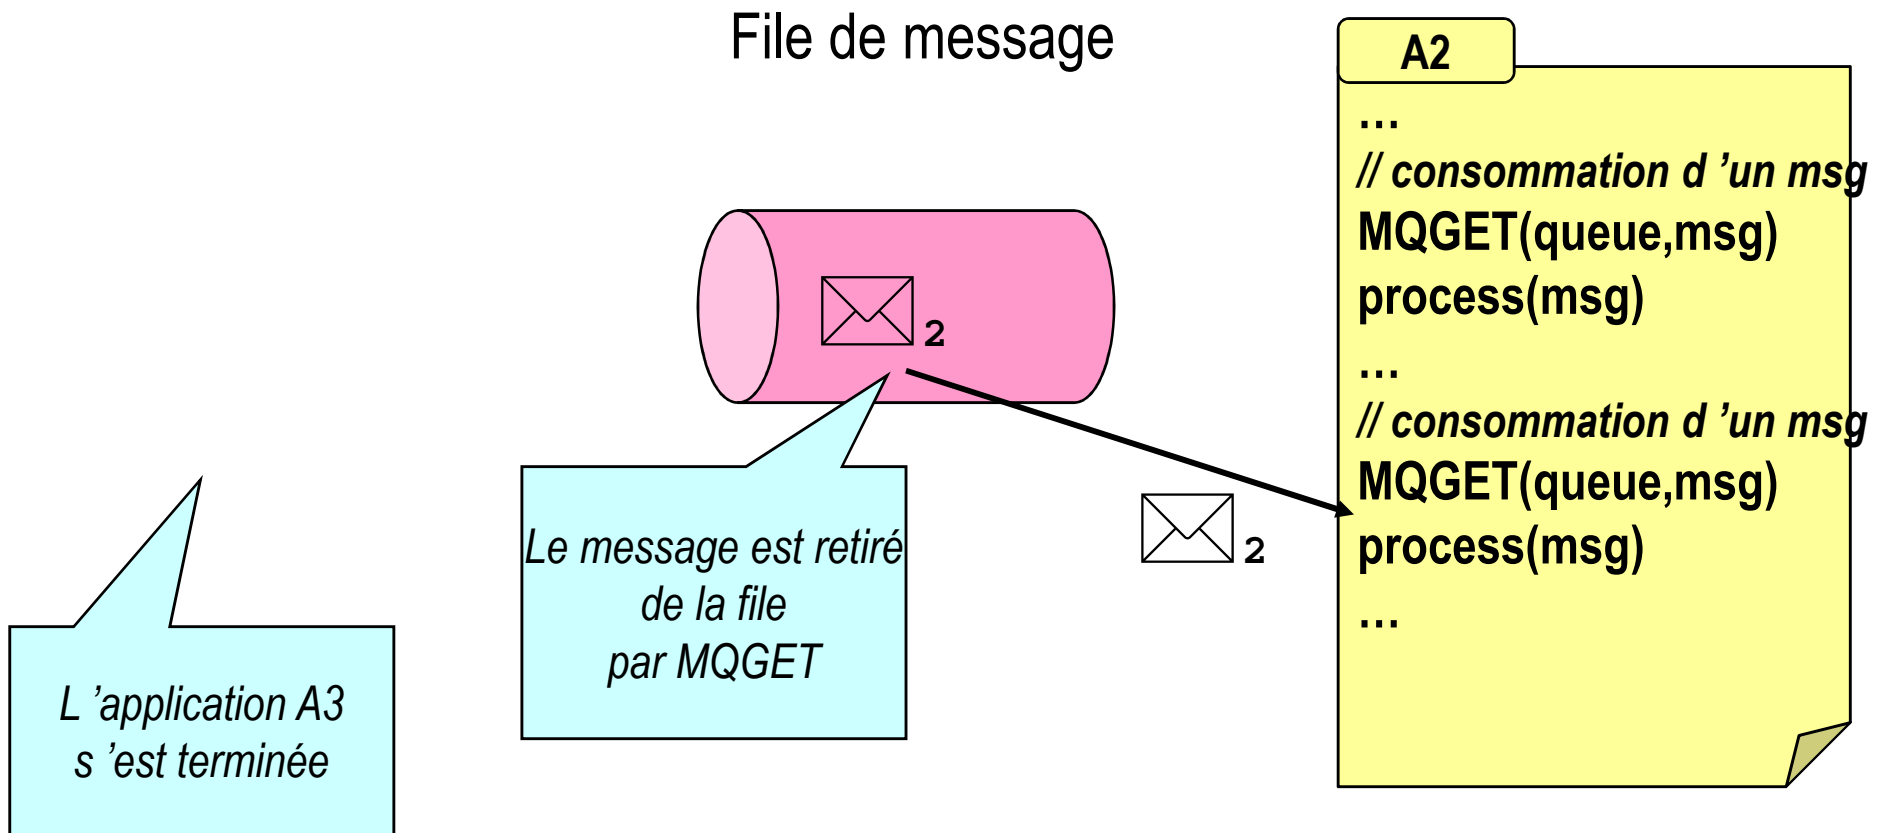 File de message
A2
…
// consommation d ’un msg
MQGET(queue,msg)
process(msg)
…
// consommation d ’un msg
MQGET(queue,msg)
process(msg)
…
2
2
Le message est retiré
de la file
par MQGET
L ’application A3
s ’est terminée